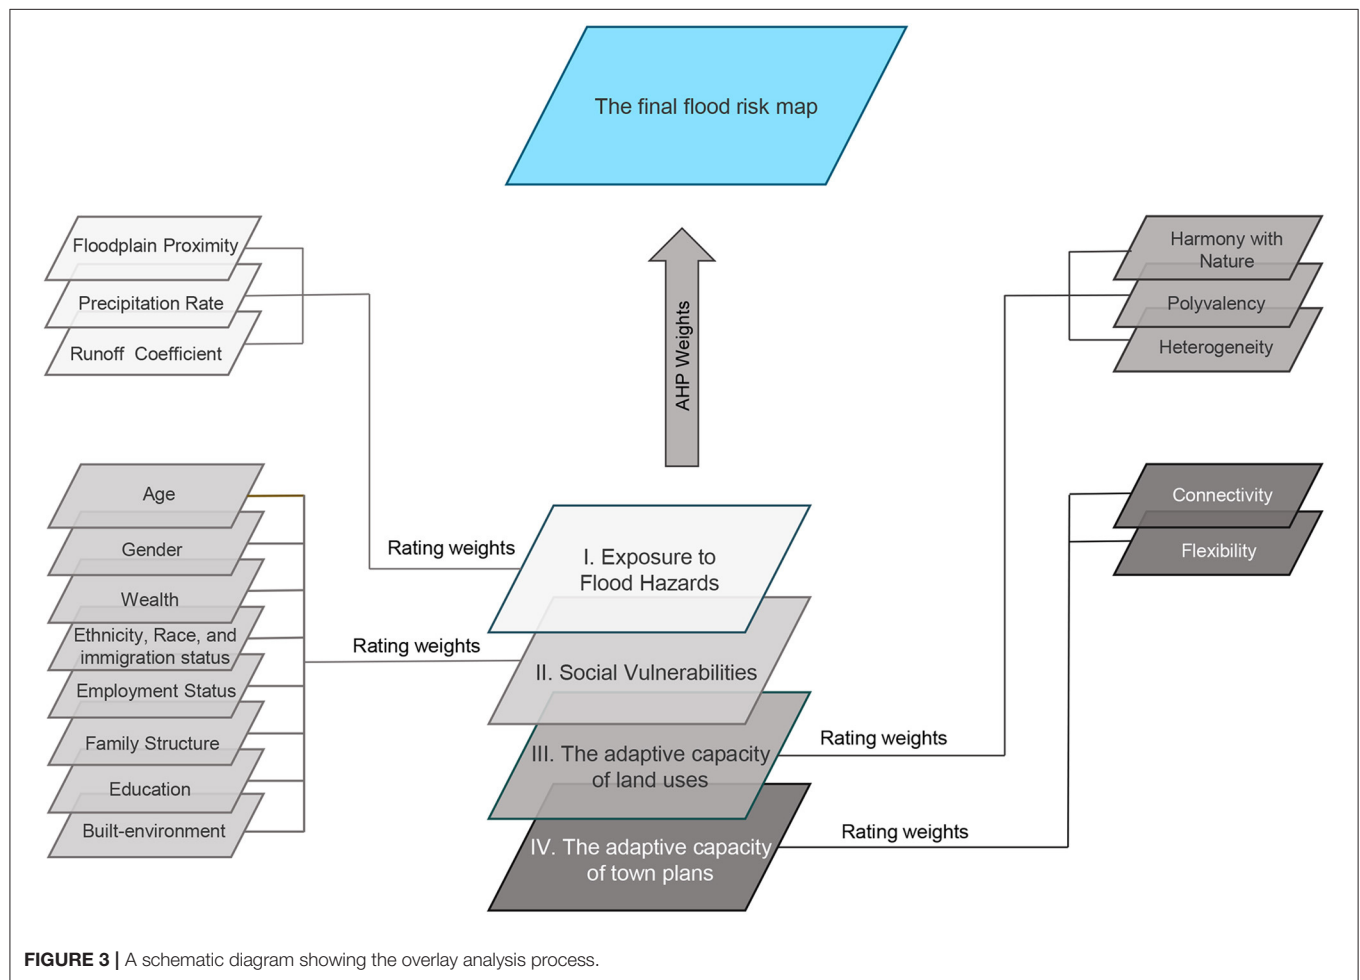 The final flood risk map
Floodplain Proximity
Precipitation Rate
Runoff Coefficient
Harmony with
Nature
Polyvalency
Heterogeneity
AHP Weights
Age
Gender
Wealth
Ethnicity, Race, and
immigration status
Employment Status
Family Structure
Education
Built-environment
Rating weights
Rating weights
I. Exposure to
Flood Hazards
II. Social Vulnerabilities
III. The adaptive capacity
of land uses
IV. The adaptive capacity
of town plans
Rating weights
Rating weights
Connectivity
Flexibility
FIGURE 3 | A schematic diagram showing the overlay analysis process.